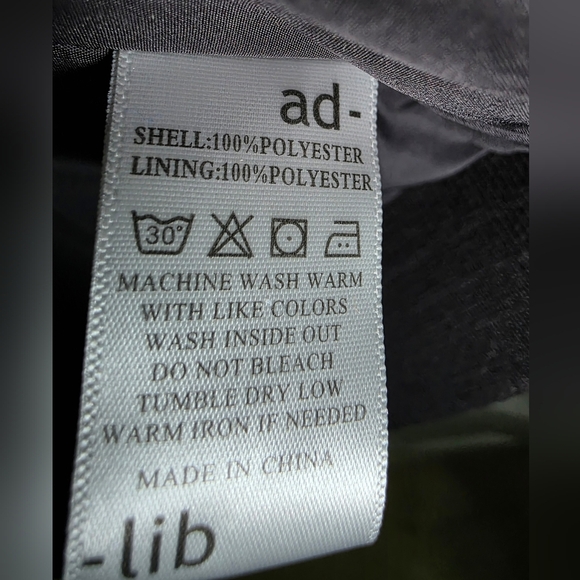 ad-
SHELL:100%POLYESTER
LINING:100%POLYESTER
30°
MACHINE WASH WARM
WITH LIKE COLORS
WASH INSIDE OUT
DO NOT BLEACH
TUMBLE DRY LOW
WARM IRON IF NEEDED
MADE IN CHINA
-lib